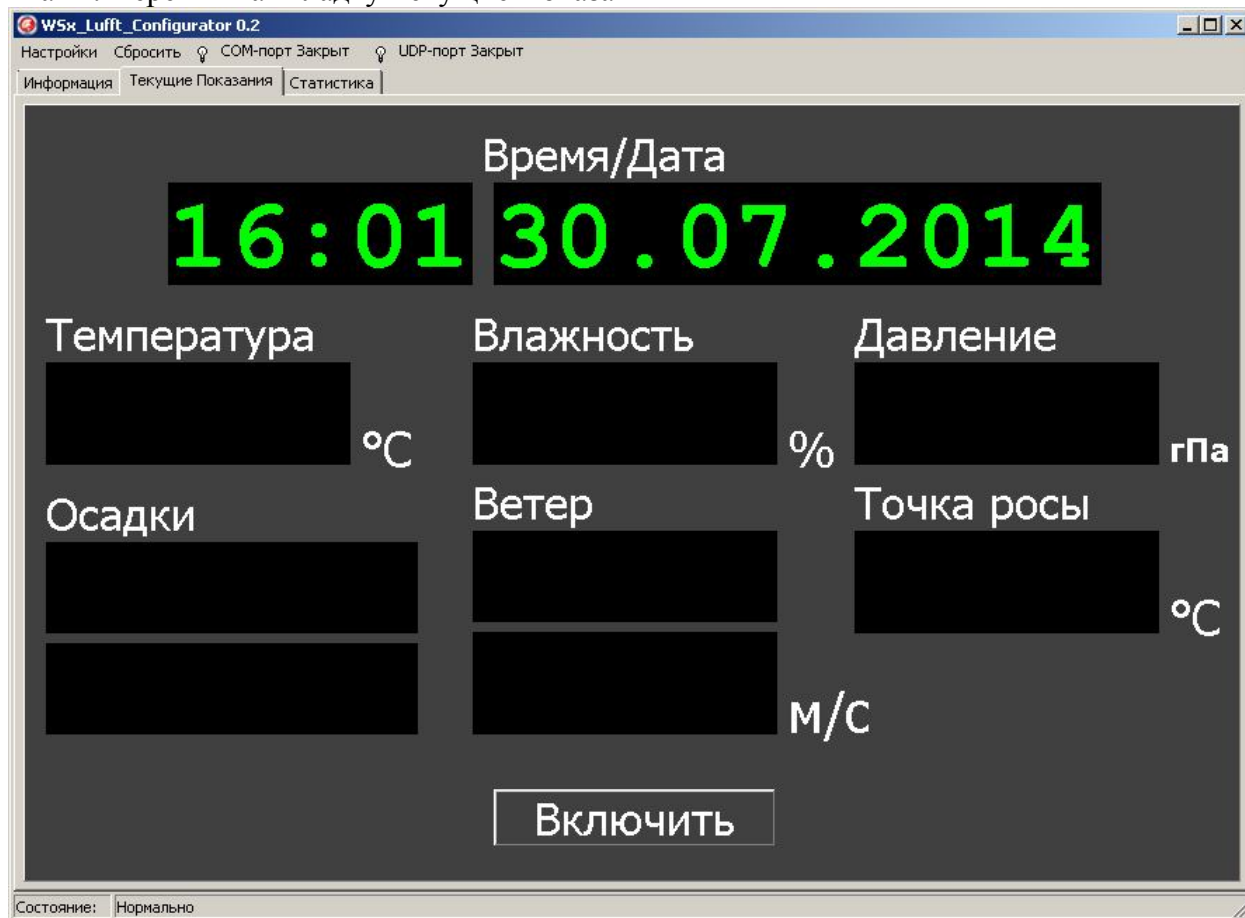 WSx_Lufft_Configurator 0.2
Настройки Сбросить COM-порт Закрыт UDP-порт Закрыт
Информация Текущие Показания Статистика
Время/Дата
16:01 30.07.2014
Температура Влажность Давление
°C % гПа
Осадки Ветер Точка росы
°C
м/с
Включить
Состояние: Нормально